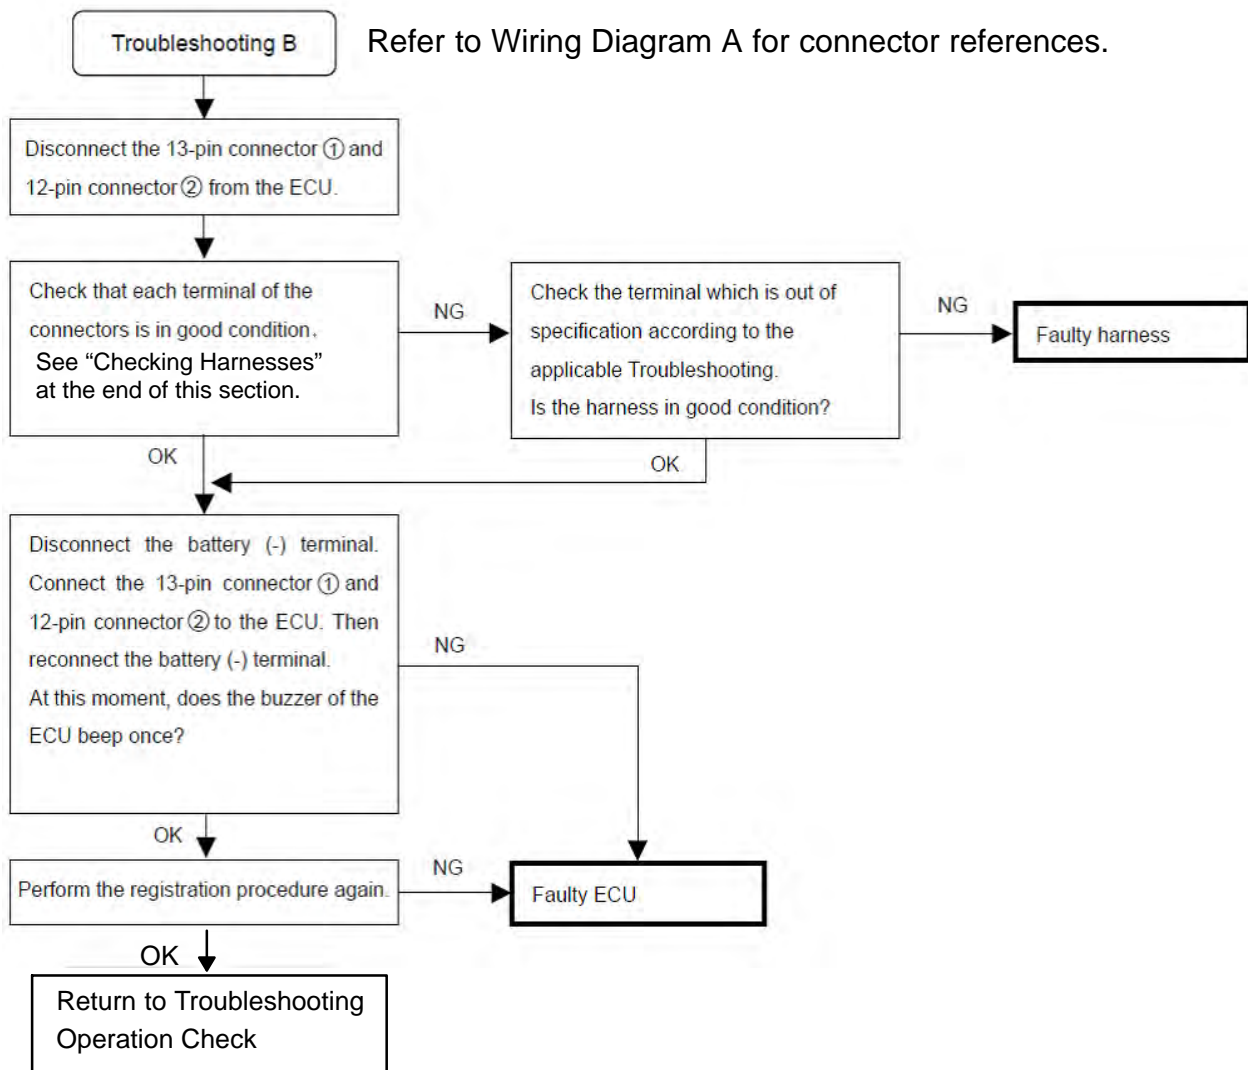 Troubleshooting B
Refer to Wiring Diagram A for connector references.
Disconnect the 13-pin connector ① and
12-pin connector ② from the ECU.
Check that each terminal of the
connectors is in good condition.
See “Checking Harnesses”
at the end of this section.
NG
Check the terminal which is out of
specification according to the
applicable Troubleshooting.
Is the harness in good condition?
NG
Faulty harness
OK
OK
Disconnect the battery (-) terminal.
Connect the 13-pin connector ① and
12-pin connector ② to the ECU. Then
reconnect the battery (-) terminal.
At this moment, does the buzzer of the
ECU beep once?
NG
OK
Perform the registration procedure again.
NG
Faulty ECU
OK
Return to Troubleshooting
Operation Check